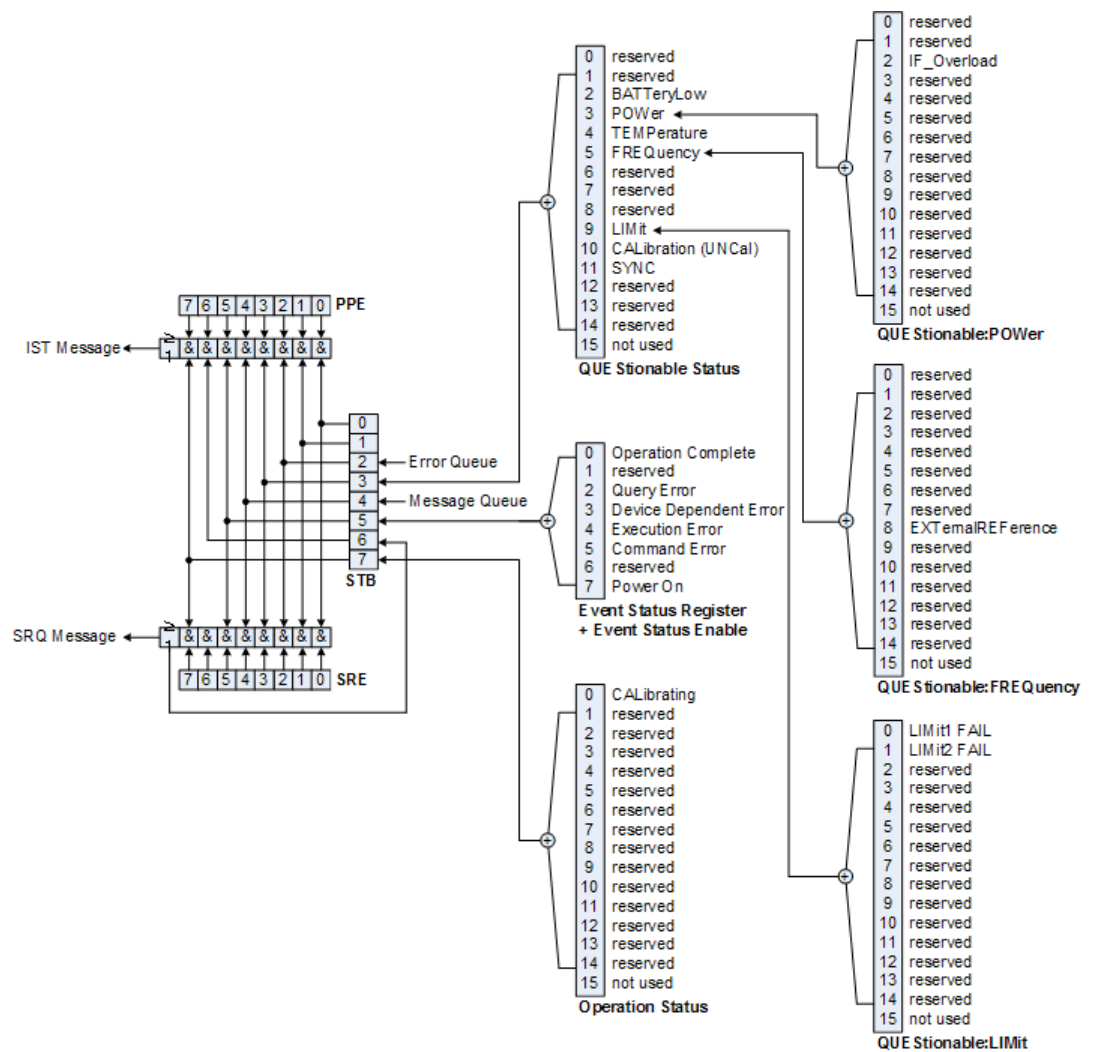 7 6 5 4 3 2 1 0 PPE
IST Message
≥1 & & & & & & & &
0
1
2 Error Queue
3
4 Message Queue
5
6
7
STB
SRQ Message
≥1 & & & & & & & &
7 6 5 4 3 2 1 0 SRE
0 reserved
1 reserved
2 BATTeryLow
3 POWer
4 TEMPerature
5 FREQuency
6 reserved
7 reserved
8 reserved
9 LIMit
10 CALibration (UNCal)
11 SYNC
12 reserved
13 reserved
14 reserved
15 not used
QUEStionable Status
0 Operation Complete
1 reserved
2 Query Error
3 Device Dependent Error
4 Execution Error
5 Command Error
6 reserved
7 Power On
Event Status Register
+ Event Status Enable
0 CALibrating
1 reserved
2 reserved
3 reserved
4 reserved
5 reserved
6 reserved
7 reserved
8 reserved
9 reserved
10 reserved
11 reserved
12 reserved
13 reserved
14 reserved
15 not used
Operation Status
0 reserved
1 reserved
2 IF_Overload
3 reserved
4 reserved
5 reserved
6 reserved
7 reserved
8 reserved
9 reserved
10 reserved
11 reserved
12 reserved
13 reserved
14 reserved
15 not used
QUEStionable:POWer
0 reserved
1 reserved
2 reserved
3 reserved
4 reserved
5 reserved
6 reserved
7 reserved
8 EXTernalREFerence
9 reserved
10 reserved
11 reserved
12 reserved
13 reserved
14 reserved
15 not used
QUEStionable:FREQuency
0 LIMit1 FAIL
1 LIMit2 FAIL
2 reserved
3 reserved
4 reserved
5 reserved
6 reserved
7 reserved
8 reserved
9 reserved
10 reserved
11 reserved
12 reserved
13 reserved
14 reserved
15 not used
QUEStionable:LIMit